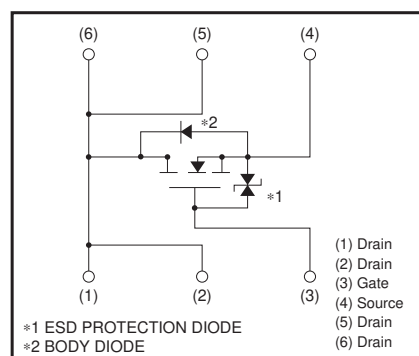 (6) (5) (4)
*2
*1
(1) (2) (3)
(1) Drain
(2) Drain
(3) Gate
(4) Source
(5) Drain
(6) Drain
*1 ESD PROTECTION DIODE
*2 BODY DIODE